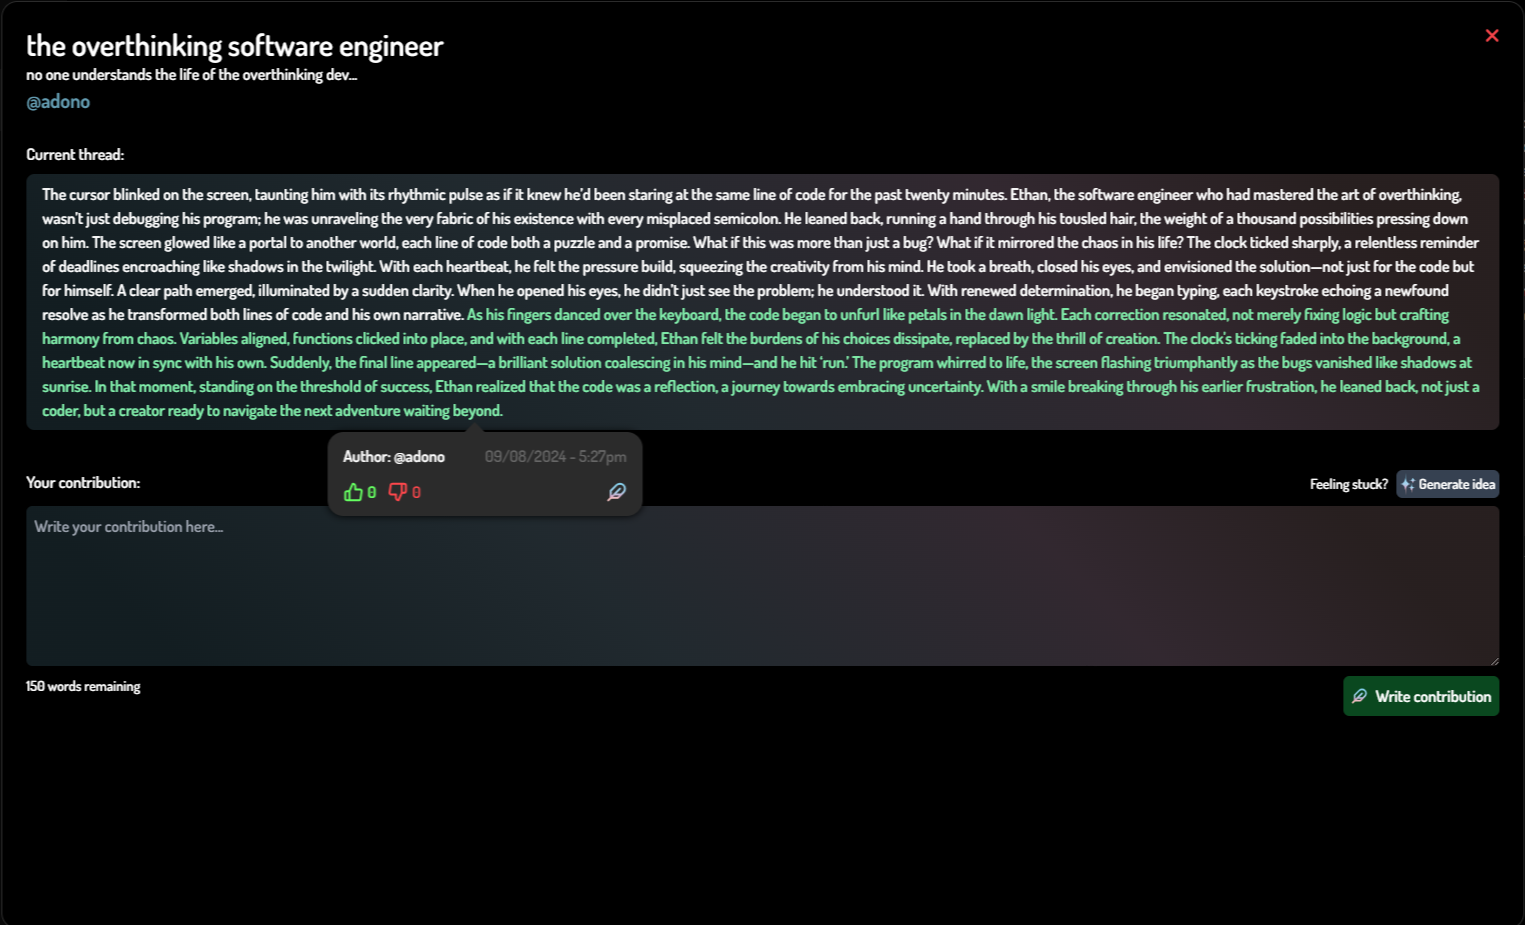 the overthinking software engineer
no one understands the life of the overthinking dev...
@adono
Current thread:
The cursor blinked on the screen, taunting him with its rhythmic pulse as if it knew he'd been staring at the same line of code for the past twenty minutes. Ethan, the software engineer who had mastered the art of overthinking,
wasn't just debugging his program; he was unraveling the very fabric of his existence with every misplaced semicolon. He leaned back, running a hand through his tousled hair, the weight of a thousand possibilities pressing down
on him. The screen glowed like a portal to another world, each line of code both a puzzle and a promise. What if this was more than just a bug? What if it mirrored the chaos in his life? The clock ticked sharply, a relentless reminder
of deadlines encroaching like shadows in the twilight. With each heartbeat, he felt the pressure build, squeezing the creativity from his mind. He took a breath, closed his eyes, and envisioned the solution—not just for the code but
for himself. A clear path emerged, illuminated by a sudden clarity. When he opened his eyes, he didn't just see the problem; he understood it. With renewed determination, he began typing, each keystroke echoing a newfound
resolve as he transformed both lines of code and his own narrative. As his fingers danced over the keyboard, the code began to unfurl like petals in the dawn light. Each correction resonated, not merely fixing logic but crafting
harmony from chaos. Variables aligned, functions clicked into place, and with each line completed, Ethan felt the burdens of his choices dissipate, replaced by the thrill of creation. The clock's ticking faded into the background, a
heartbeat now in sync with his own. Suddenly, the final line appeared—a brilliant solution coalescing in his mind—and he hit 'run.' The program whirred to life, the screen flashing triumphantly as the bugs vanished like shadows at
sunrise. In that moment, standing on the threshold of success, Ethan realized that the code was a reflection, a journey towards embracing uncertainty. With a smile breaking through his earlier frustration, he leaned back, not just a
coder, but a creator ready to navigate the next adventure waiting beyond.
Author: @adono 09/08/2024 - 5:27pm
0 0
Your contribution:
Feeling stuck? Generate idea
Write your contribution here...
150 words remaining
Write contribution